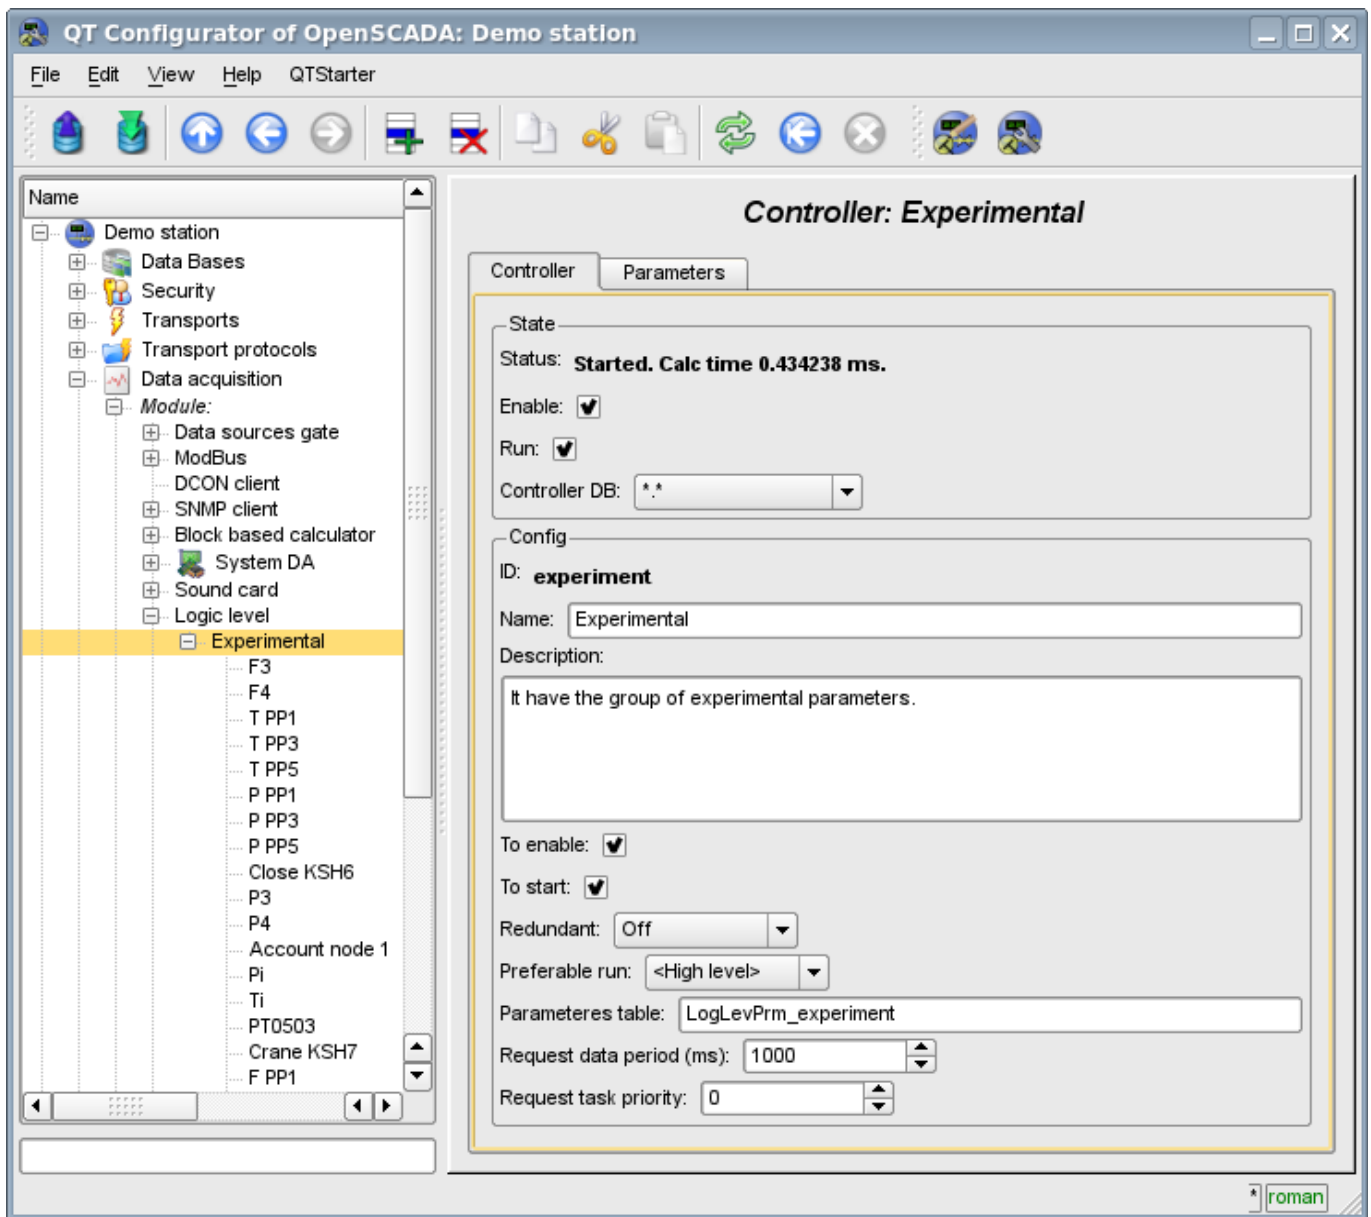 QT Configurator of OpenSCADA: Demo station
File Edit View Help QTStarter
Name
Demo station
Data Bases
Security
Transports
Transport protocols
Data acquisition
Module:
Data sources gate
ModBus
DCON client
SNMP client
Block based calculator
System DA
Sound card
Logic level
Experimental
F3
F4
T PP1
T PP3
T PP5
P PP1
P PP3
P PP5
Close KSH6
P3
P4
Account node 1
Pi
Ti
PT0503
Crane KSH7
F PP1
Controller: Experimental
Controller Parameters
State
Status: Started. Calc time 0.434238 ms.
Enable:
Run:
Controller DB: *.*
Config
ID: experiment
Name: Experimental
Description:
It have the group of experimental parameters.
To enable:
To start:
Redundant: Off
Preferable run: <High level>
Parameteres table: LogLevPrm_experiment
Request data period (ms): 1000
Request task priority: 0
* roman